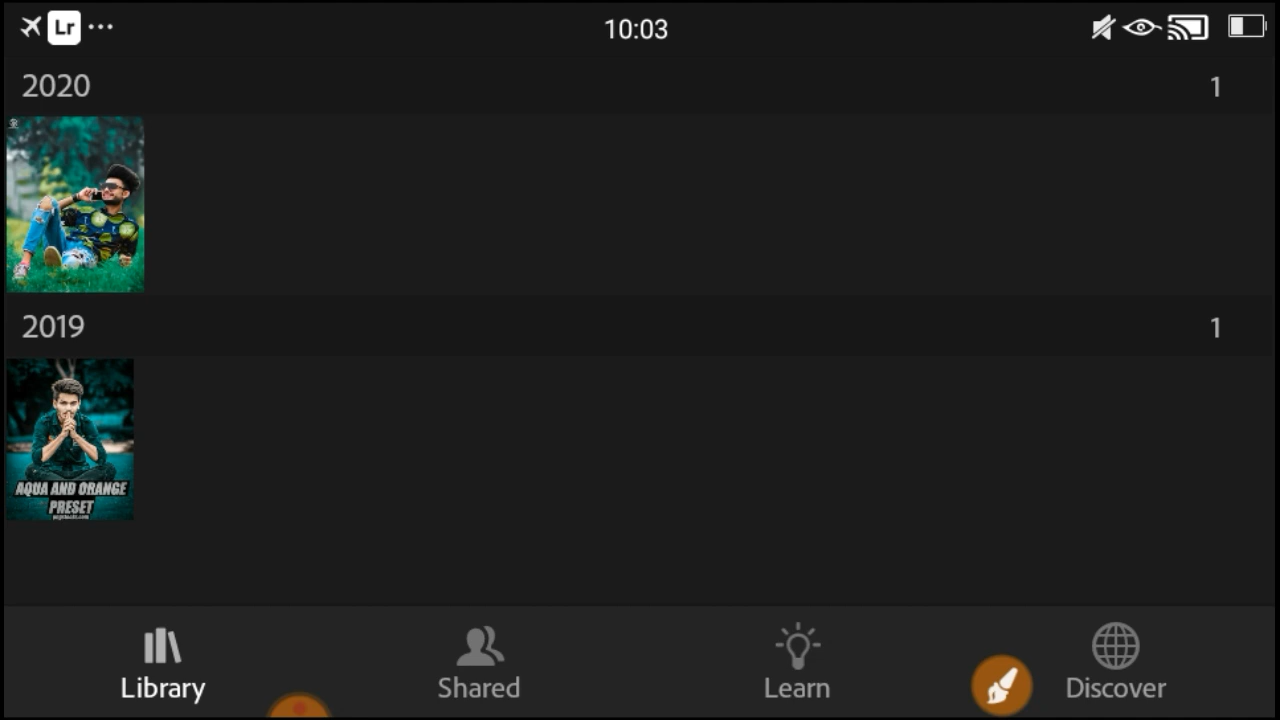 Lr
10:03
2020
1
2019
1
AQUA AND ORANGE
PRESET
Library
Shared
Learn
Discover